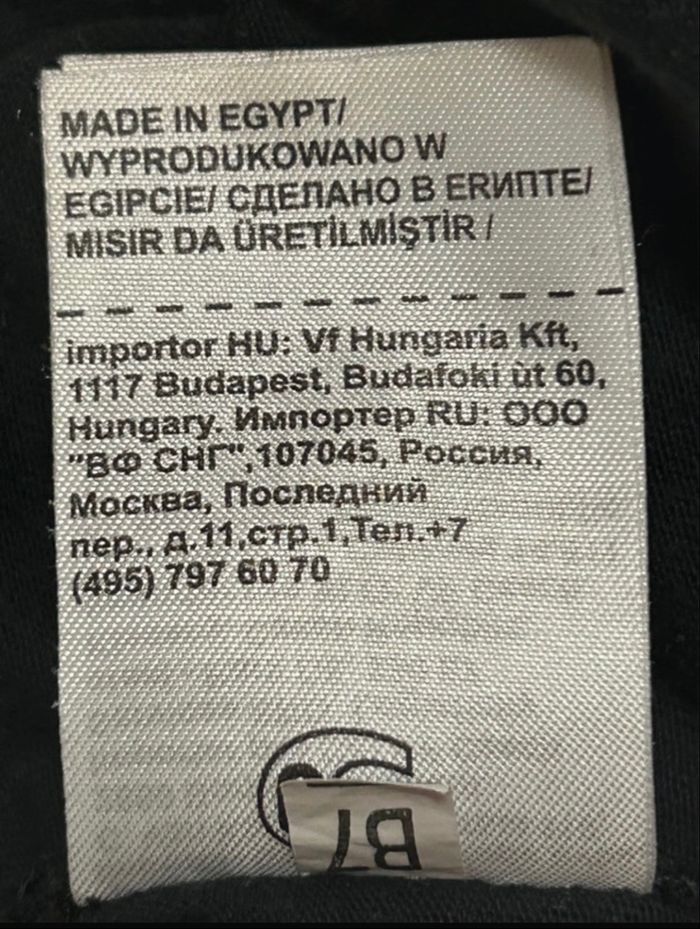 MADE IN EGYPT/
WYPRODUKOWANO W
EGIPCIE/ СДЕЛАНО В ЕГИПТЕ/
MISIR DA ÜRETİLMİŞTİR /
importor HU: Vf Hungaria Kft,
1117 Budapest, Budafoki ùt 60,
Hungary. Импортер RU: ООО
"ВФ СНГ",107045, Россия,
Москва, Последний
пер., д.11,стр.1,Тел.+7
(495) 797 60 70